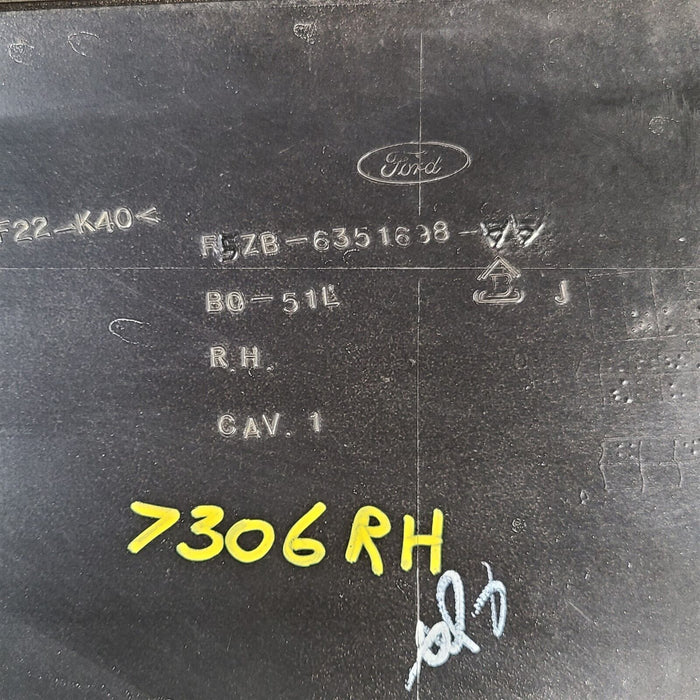 Ford
F22-K40<
F5ZB-6351698-
B0-51L
J
R.H.
CAV. 1
7306 RH